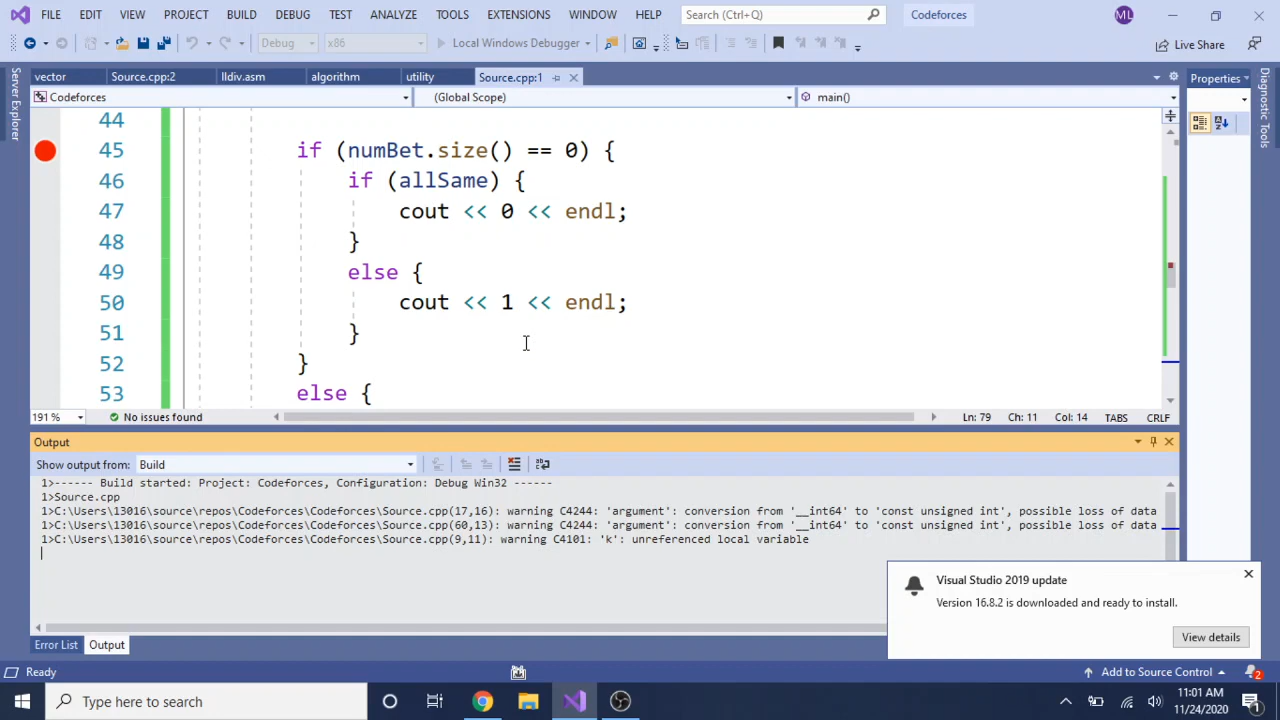 FILE EDIT VIEW PROJECT BUILD DEBUG TEST ANALYZE TOOLS EXTENSIONS WINDOW HELP Search (Ctrl+Q) Codeforces ML
Debug x86 Local Windows Debugger Live Share
vector Source.cpp:2 lldiv.asm algorithm utility Source.cpp:1 Properties
Codeforces (Global Scope) main()
Server Explorer
Diagnostic Tools
44
45 if (numBet.size() == 0) {
46 if (allSame) {
47 cout << 0 << endl;
48 }
49 else {
50 cout << 1 << endl;
51 }
52 }
53 else {
191 % No issues found Ln: 79 Ch: 11 Col: 14 TABS CRLF
Output
Show output from: Build
1>------ Build started: Project: Codeforces, Configuration: Debug Win32 ------
1>Source.cpp
1>C:\Users\13016\source\repos\Codeforces\Codeforces\Source.cpp(17,16): warning C4244: 'argument': conversion from '__int64' to 'const unsigned int', possible loss of data
1>C:\Users\13016\source\repos\Codeforces\Codeforces\Source.cpp(60,13): warning C4244: 'argument': conversion from '__int64' to 'const unsigned int', possible loss of data
1>C:\Users\13016\source\repos\Codeforces\Codeforces\Source.cpp(9,11): warning C4101: 'k': unreferenced local variable
Visual Studio 2019 update
Version 16.8.2 is downloaded and ready to install.
View details
Error List Output
Ready Add to Source Control 2
Type here to search
11:01 AM
11/24/2020
1